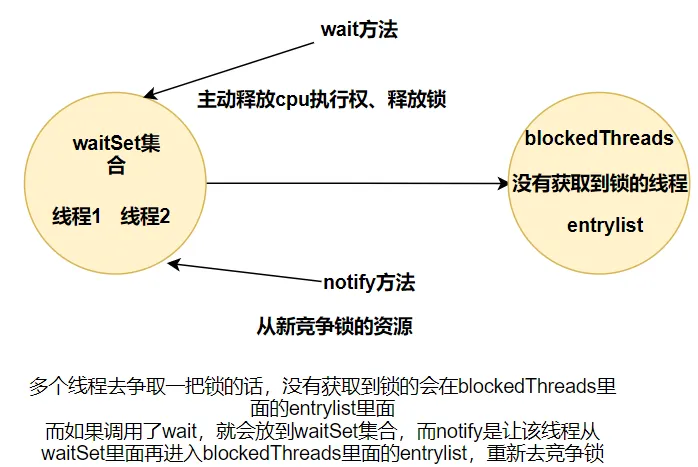 wait方法
主动释放cpu执行权、释放锁
waitSet集
合
线程1 线程2
blockedThreads
没有获取到锁的线程
entrylist
notify方法
从新竞争锁的资源
多个线程去争取一把锁的话，没有获取到锁的会在blockedThreads里
面的entrylist里面
而如果调用了wait，就会放到waitSet集合，而notify是让该线程从
waitSet里面再进入blockedThreads里面的entrylist，重新去竞争锁